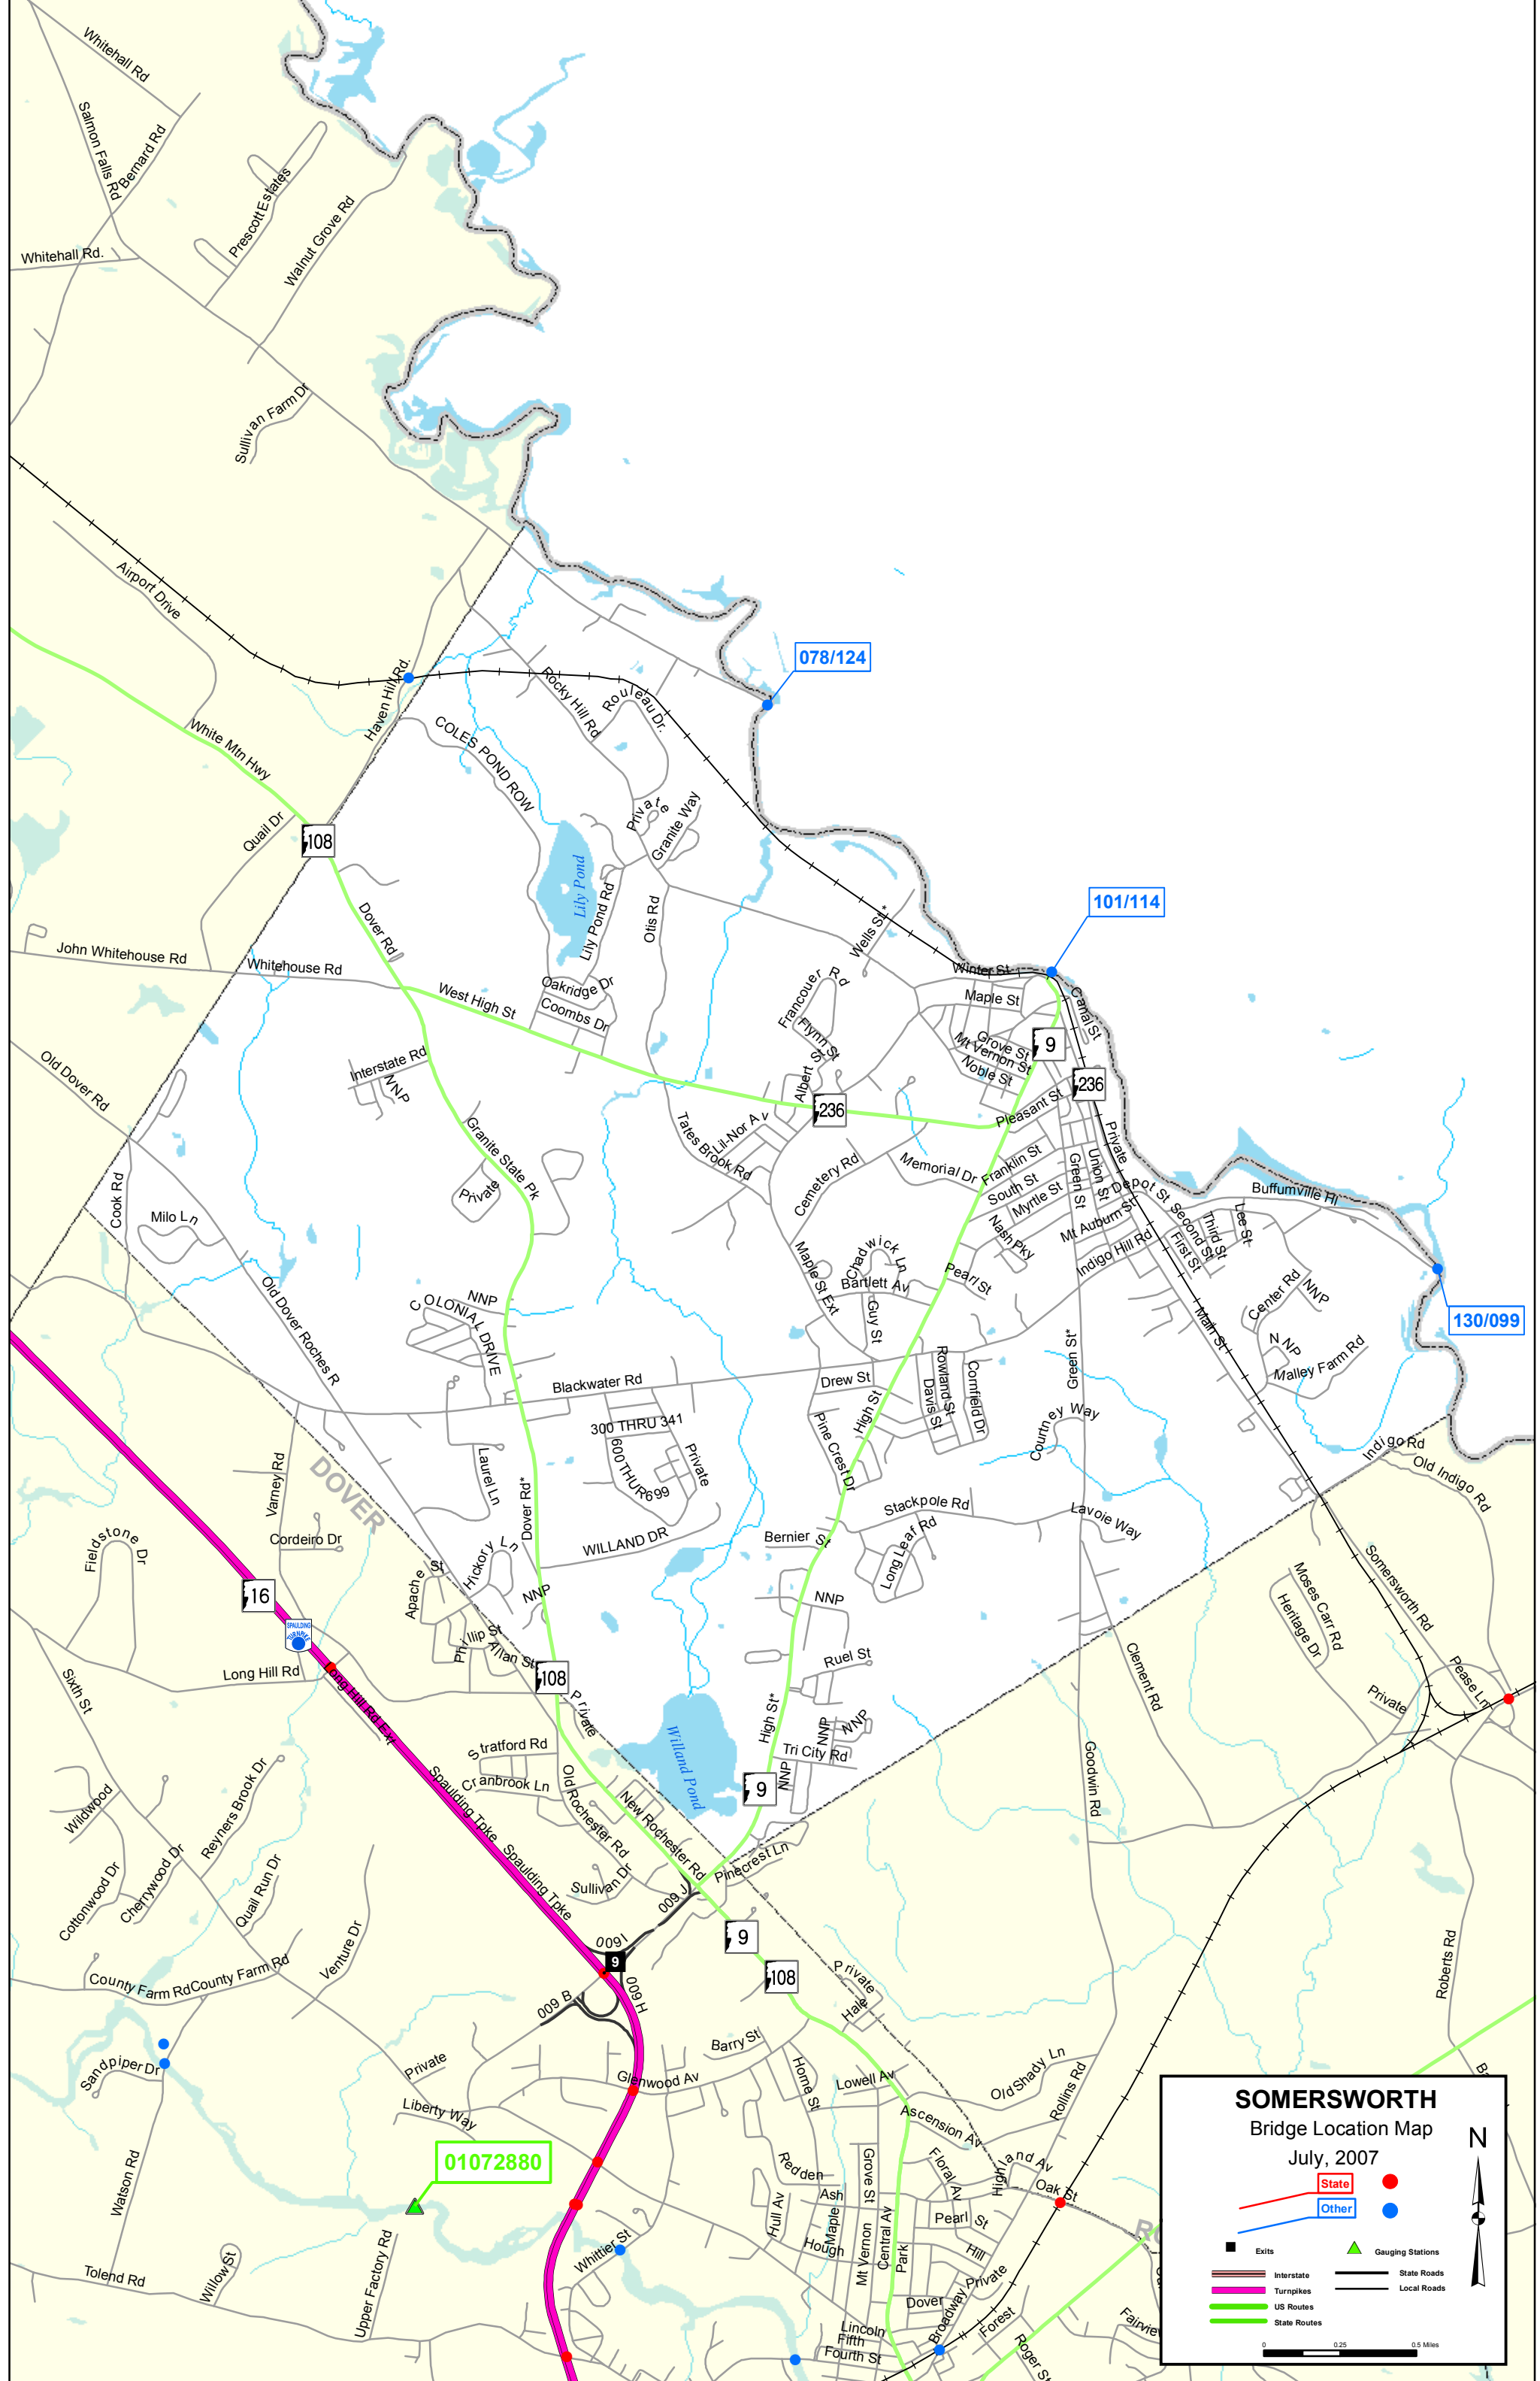 Whitehall Rd
Salmon Falls Rd
Bernard Rd
Prescott Estates
Walnut Grove Rd
Whitehall Rd.
Sullivan Farm Dr
Airport Drive
078/124
Haven Hill Rd.
Rocky Hill Rd
Rouleau Dr.
White Mtn Hwy
COLES POND ROW
Private
Granite Way
Quail Dr
108
Lily Pond
Lily Pond Rd
Otis Rd
101/114
Dover Rd
Wells St*
John Whitehouse Rd
Whitehouse Rd
Winter St
West High St
Oakridge Dr
Coombs Dr
Francouer Rd
Maple St
Canal St
Flynn St
Grove St
Mt Vernon St
Noble St
9
Old Dover Rd
Interstate Rd
NNP
Albert St
236
236
Pleasant St
Granite State Pk
Lil-Nor Av
Tates Brook Rd
Private
Cemetery Rd
Memorial Dr
Franklin St
South St
Myrtle St
Green St
Union St
Depot St
Buffumville Hl
Cook Rd
Private
Milo Ln
Nash Pky
Mt Auburn St
Second St
Third St
Lee St
First St
Indigo Hill Rd
Maple St Ext
Chadwick Ln
Bartlett Av
Pearl St
Guy St
Center Rd
NNP
130/099
Old Dover Roches R
NNP
COLONIAL DRIVE
Main St
NNP
Malley Farm Rd
Green St*
Blackwater Rd
Drew St
Rowland St
Davis St
Cornfield Dr
High St
300 THRU 341
600 THUR 699
Private
Pine Crest Dr
Courtney Way
Indigo Rd
Old Indigo Rd
Varney Rd
DOVER
Laurel Ln
Dover Rd*
Stackpole Rd
Lavoie Way
Fieldstone Dr
Cordeiro Dr
WILLAND DR
Bernier St
Long Leaf Rd
Hickory Ln
Apache St
NNP
NNP
Somersworth Rd
Moses Carr Rd
Heritage Dr
16
SPAULDING
TURNPIKE
Phillip St
Allan St
Ruel St
Clement Rd
Long Hill Rd
Long Hill Rd Ext
Sixth St
108
Private
High St*
NNP
NNP
Pease Ln
Private
Willand Pond
Tri City Rd
NNP
9
Stratford Rd
Cranbrook Ln
Old Rochester Rd
New Rochester Rd
Goodwin Rd
Wildwood
Reyners Brook Dr
Spaulding Tpke
Spaulding Tpke
Pinecrest Ln
Cottonwood Dr
Cherrywood Dr
Quail Run Dr
Sullivan Dr
009 J
Venture Dr
009 I
9
9
108
County Farm Rd
County Farm Rd
009 B
009 H
Private
Hale
Roberts Rd
Sandpiper Dr
Private
Barry St
Glenwood Av
Home St
Lowell Av
Old Shady Ln
Rollins Rd
Liberty Way
Ascension Av
01072880
Redden
Grove St
Floral Av
Highland Av
Oak St
Watson Rd
Ash
Hull Av
Maple
Pearl St
Whittier St
Hough
Mt Vernon
Central Av
Park
Hill
Willow St
Upper Factory Rd
Tolend Rd
Private
Dover
Broadway
Forest
Lincoln
Fifth
Fourth St
Roger St
SOMERSWORTH
Bridge Location Map
July, 2007
N
State
Other
Exits
Gauging Stations
Interstate
State Roads
Turnpikes
Local Roads
US Routes
State Routes
0 0.25 0.5 Miles